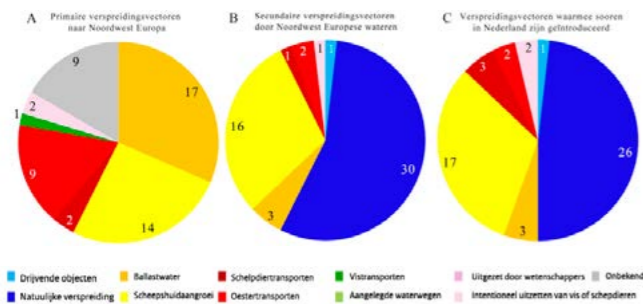 A
Primaire verspreidingsvectoren
naar Noordwest Europa
B
Secundaire verspreidingsvectoren
door Noordwest Europese wateren
C
Verspreidingsvectoren waarmee sooren
in Nederland zijn geïntroduceerd
17
14
2
9
1
2
9
1
30
3
16
1
2
1
1
26
3
17
3
2
2
Drijvende objecten
Ballastwater
Schelpdiertransporten
Vistransporten
Uitgezet door wetenschappers
Onbekend
Natuulijke verspreiding
Scheepshuidaangroei
Oestertransporten
Aangelegde waterwegen
Intentioneel uitzetten van vis of schepdieren